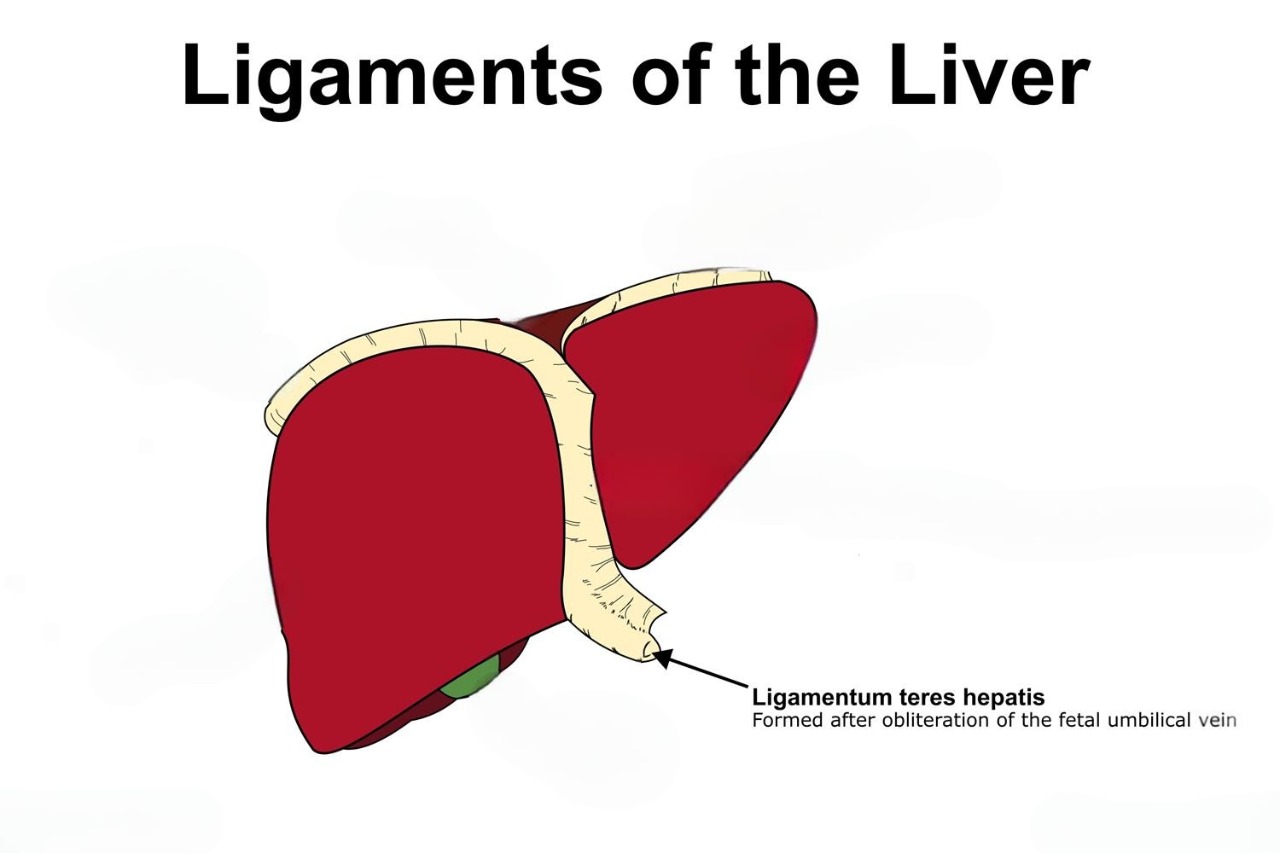 Ligaments of the Liver
Ligamentum teres hepatis
Formed after obliteration of the fetal umbilical vein